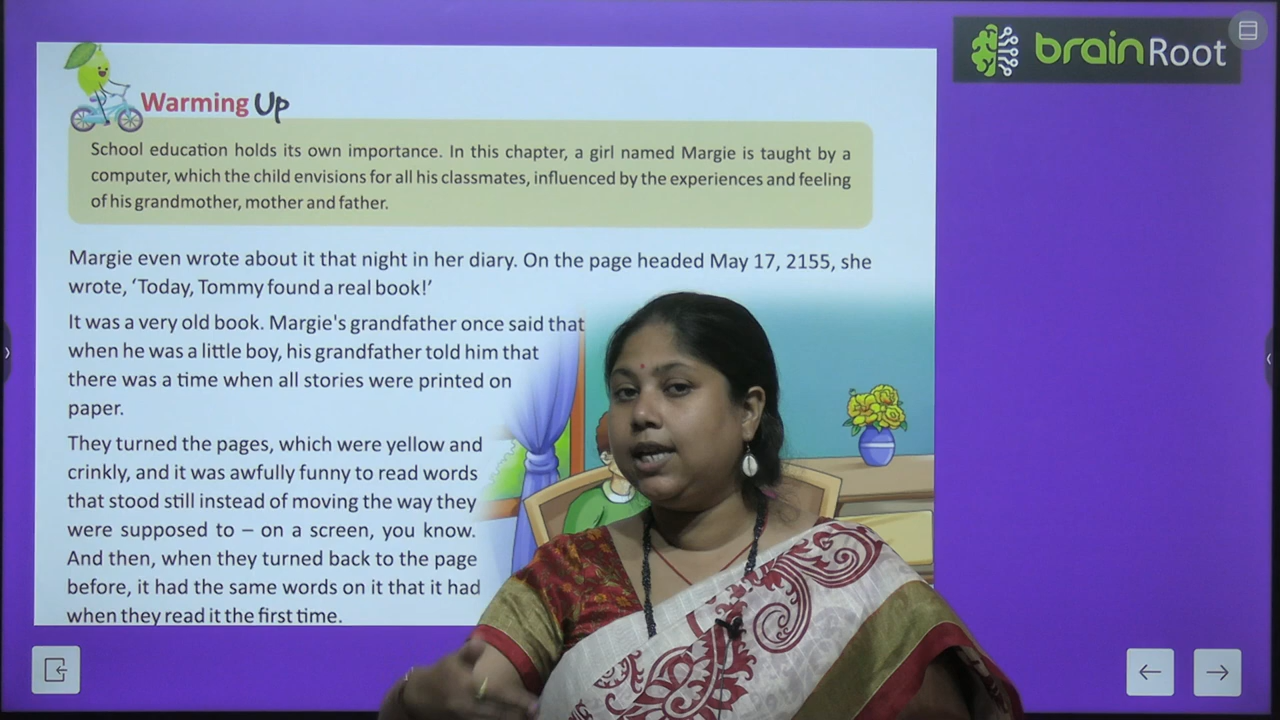 brainRoot
Warming Up
School education holds its own importance. In this chapter, a girl named Margie is taught by a
computer, which the child envisions for all his classmates, influenced by the experiences and feeling
of his grandmother, mother and father.
Margie even wrote about it that night in her diary. On the page headed May 17, 2155, she
wrote, ‘Today, Tommy found a real book!’
It was a very old book. Margie's grandfather once said that
when he was a little boy, his grandfather told him that
there was a time when all stories were printed on
paper.
They turned the pages, which were yellow and
crinkly, and it was awfully funny to read words
that stood still instead of moving the way they
were supposed to – on a screen, you know.
And then, when they turned back to the page
before, it had the same words on it that it had
when they read it the first time.